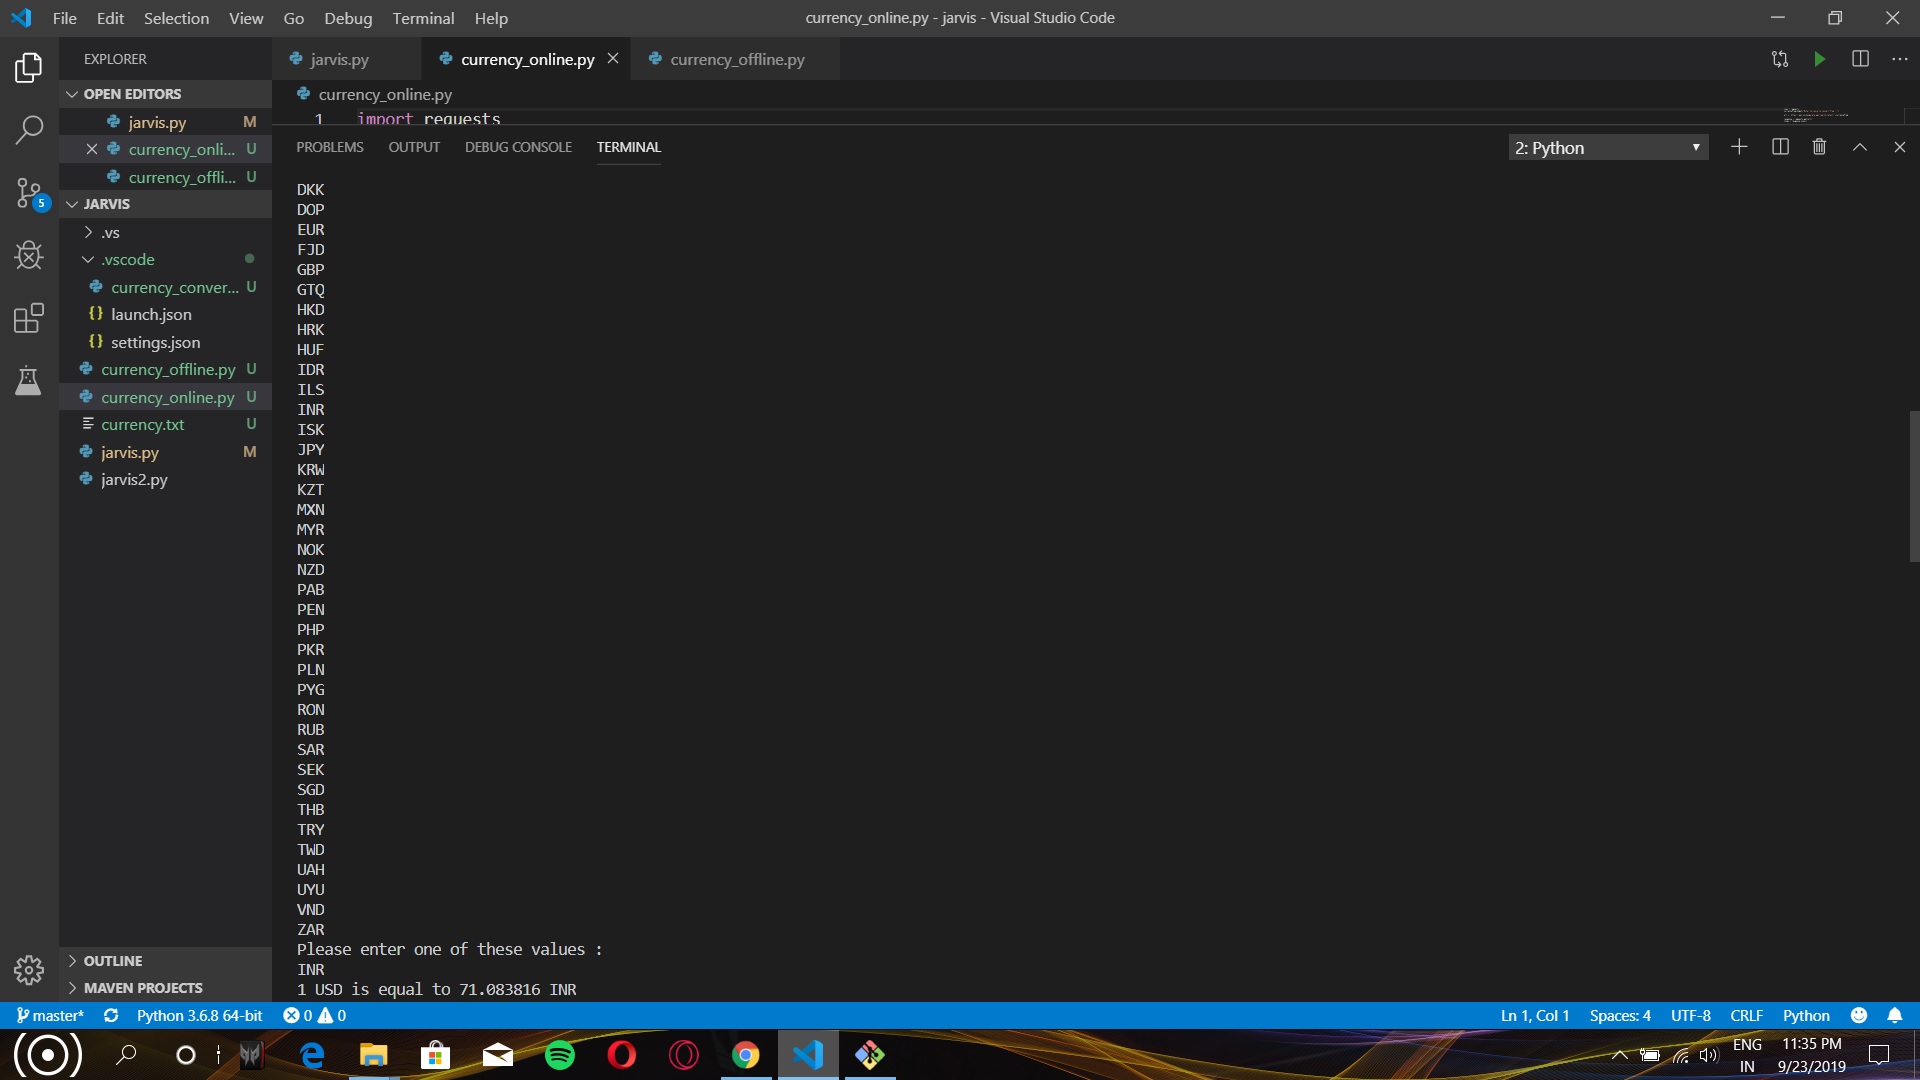 File Edit Selection View Go Debug Terminal Help
currency_online.py - jarvis - Visual Studio Code
EXPLORER
OPEN EDITORS
jarvis.py M
currency_onli... U
currency_offli... U
JARVIS
.vs
.vscode
currency_conver... U
launch.json
settings.json
currency_offline.py U
currency_online.py U
currency.txt U
jarvis.py M
jarvis2.py
OUTLINE
MAVEN PROJECTS
5
jarvis.py currency_online.py currency_offline.py
currency_online.py
1 import requests
PROBLEMS OUTPUT DEBUG CONSOLE TERMINAL
2: Python
DKK
DOP
EUR
FJD
GBP
GTQ
HKD
HRK
HUF
IDR
ILS
INR
ISK
JPY
KRW
KZT
MXN
MYR
NOK
NZD
PAB
PEN
PHP
PKR
PLN
PYG
RON
RUB
SAR
SEK
SGD
THB
TRY
TWD
UAH
UYU
VND
ZAR
Please enter one of these values :
INR
1 USD is equal to 71.083816 INR
master* Python 3.6.8 64-bit 0 0
Ln 1, Col 1 Spaces: 4 UTF-8 CRLF Python
ENG
IN
11:35 PM
9/23/2019